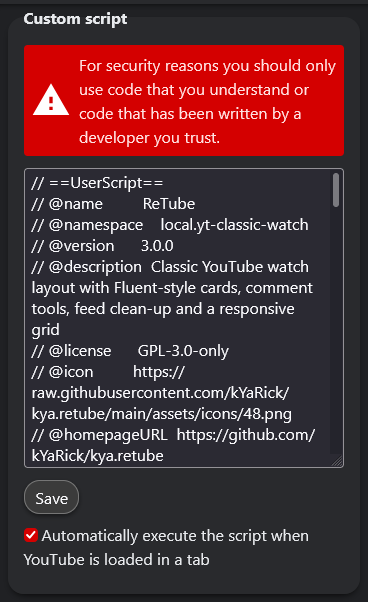 Custom script
For security reasons you should only
use code that you understand or
code that has been written by a
developer you trust.
// ==UserScript==
// @name         ReTube
// @namespace    local.yt-classic-watch
// @version      3.0.0
// @description  Classic YouTube watch
layout with Fluent-style cards, comment
tools, feed clean-up and a responsive
grid
// @license      GPL-3.0-only
// @icon         https://
raw.githubusercontent.com/kYaRick/
kya.retube/main/assets/icons/48.png
// @homepageURL  https://github.com/
kYaRick/kya.retube
Save
Automatically execute the script when
YouTube is loaded in a tab